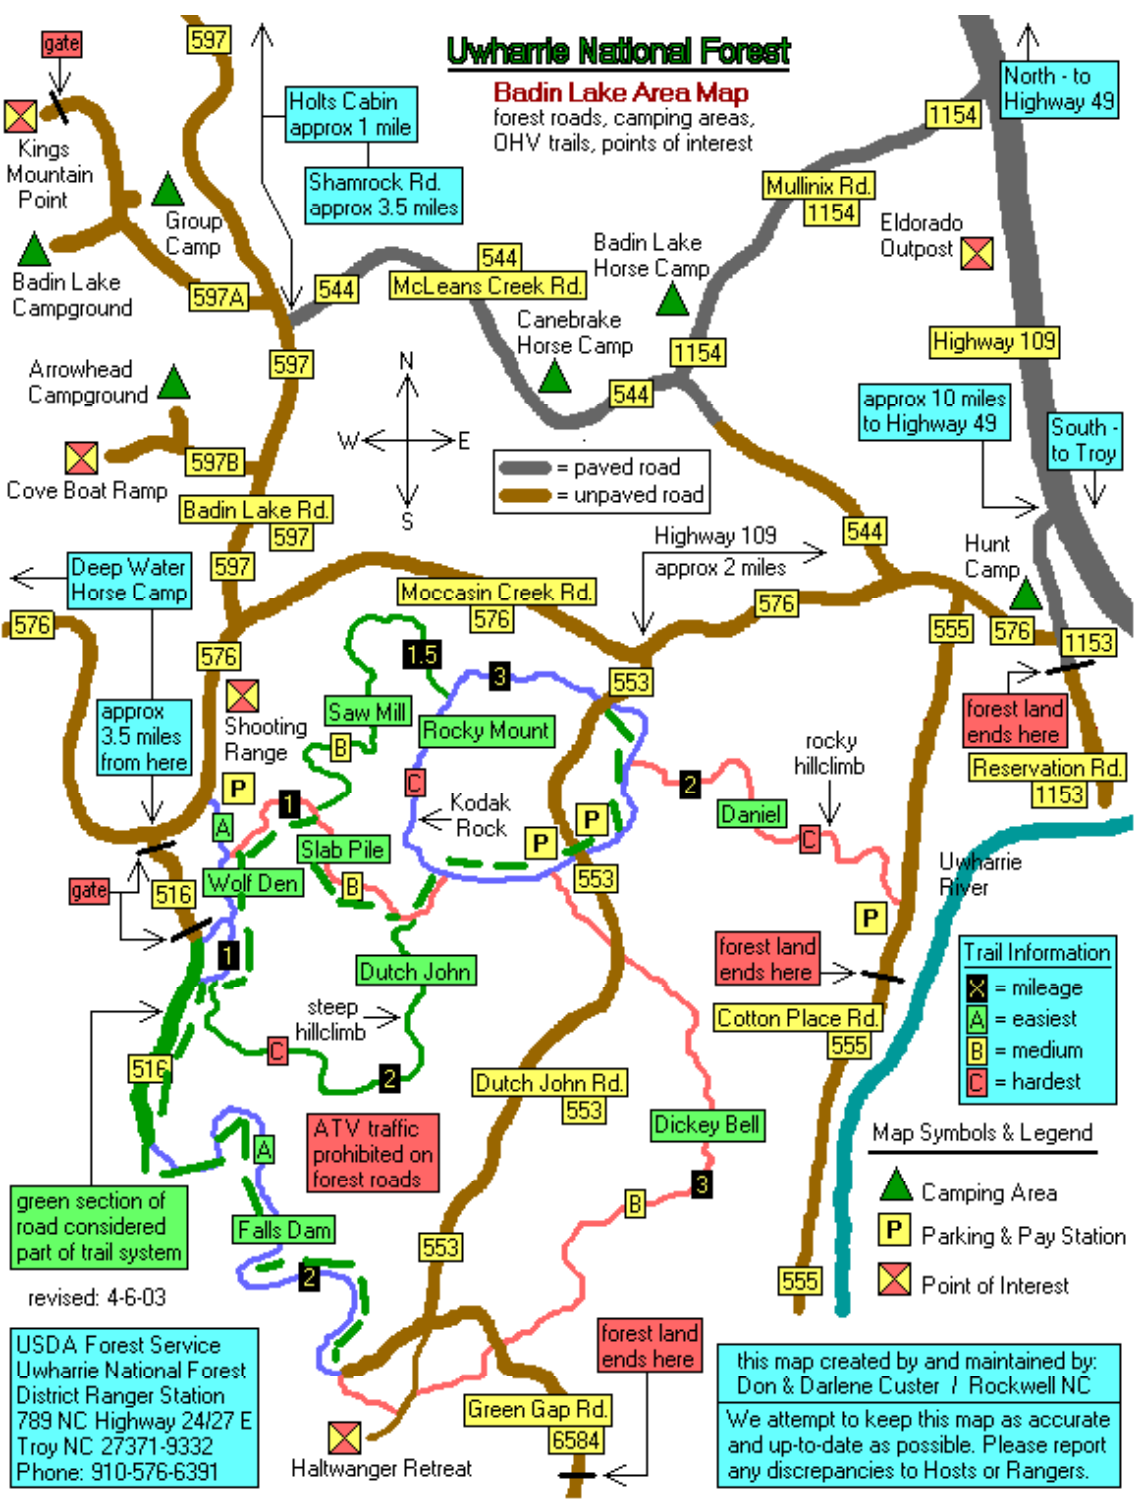 Uwharrie National Forest
Badin Lake Area Map
forest roads, camping areas,
OHV trails, points of interest
gate
597
Holts Cabin
approx 1 mile
Shamrock Rd.
approx 3.5 miles
North - to
Highway 49
1154
Kings
Mountain
Point
Group
Camp
Mullinix Rd.
1154
Eldorado
Outpost
Badin Lake
Campground
597A
544
544
McLeans Creek Rd.
Badin Lake
Horse Camp
Canebrake
Horse Camp
Highway 109
1154
597
Arrowhead
Campground
N
W
E
S
544
approx 10 miles
to Highway 49
South -
to Troy
597B
Cove Boat Ramp
= paved road
= unpaved road
Badin Lake Rd.
597
Highway 109
approx 2 miles
544
Hunt
Camp
Deep Water
Horse Camp
597
Moccasin Creek Rd.
576
576
576
576
555
576
1153
1.5
3
553
approx
3.5 miles
from here
Shooting
Range
Saw Mill
Rocky Mount
B
forest land
ends here
rocky
hillclimb
Reservation Rd.
1153
P
1
C
Kodak
Rock
2
Daniel
C
A
Slab Pile
P
P
Uwharrie
River
gate
516
Wolf Den
B
553
P
1
Dutch John
forest land
ends here
Trail Information
X = mileage
A = easiest
B = medium
C = hardest
steep
hillclimb
Cotton Place Rd.
555
C
2
516
Dutch John Rd.
553
Dickey Bell
ATV traffic
prohibited on
forest roads
A
Map Symbols & Legend
Camping Area
P
Parking & Pay Station
Point of Interest
green section of
road considered
part of trail system
Falls Dam
3
B
553
2
555
revised: 4-6-03
USDA Forest Service
Uwharrie National Forest
District Ranger Station
789 NC Highway 24/27 E
Troy NC 27371-9332
Phone: 910-576-6391
forest land
ends here
Green Gap Rd.
6584
Haltwanger Retreat
this map created by and maintained by:
Don & Darlene Custer / Rockwell NC
We attempt to keep this map as accurate
and up-to-date as possible. Please report
any discrepancies to Hosts or Rangers.